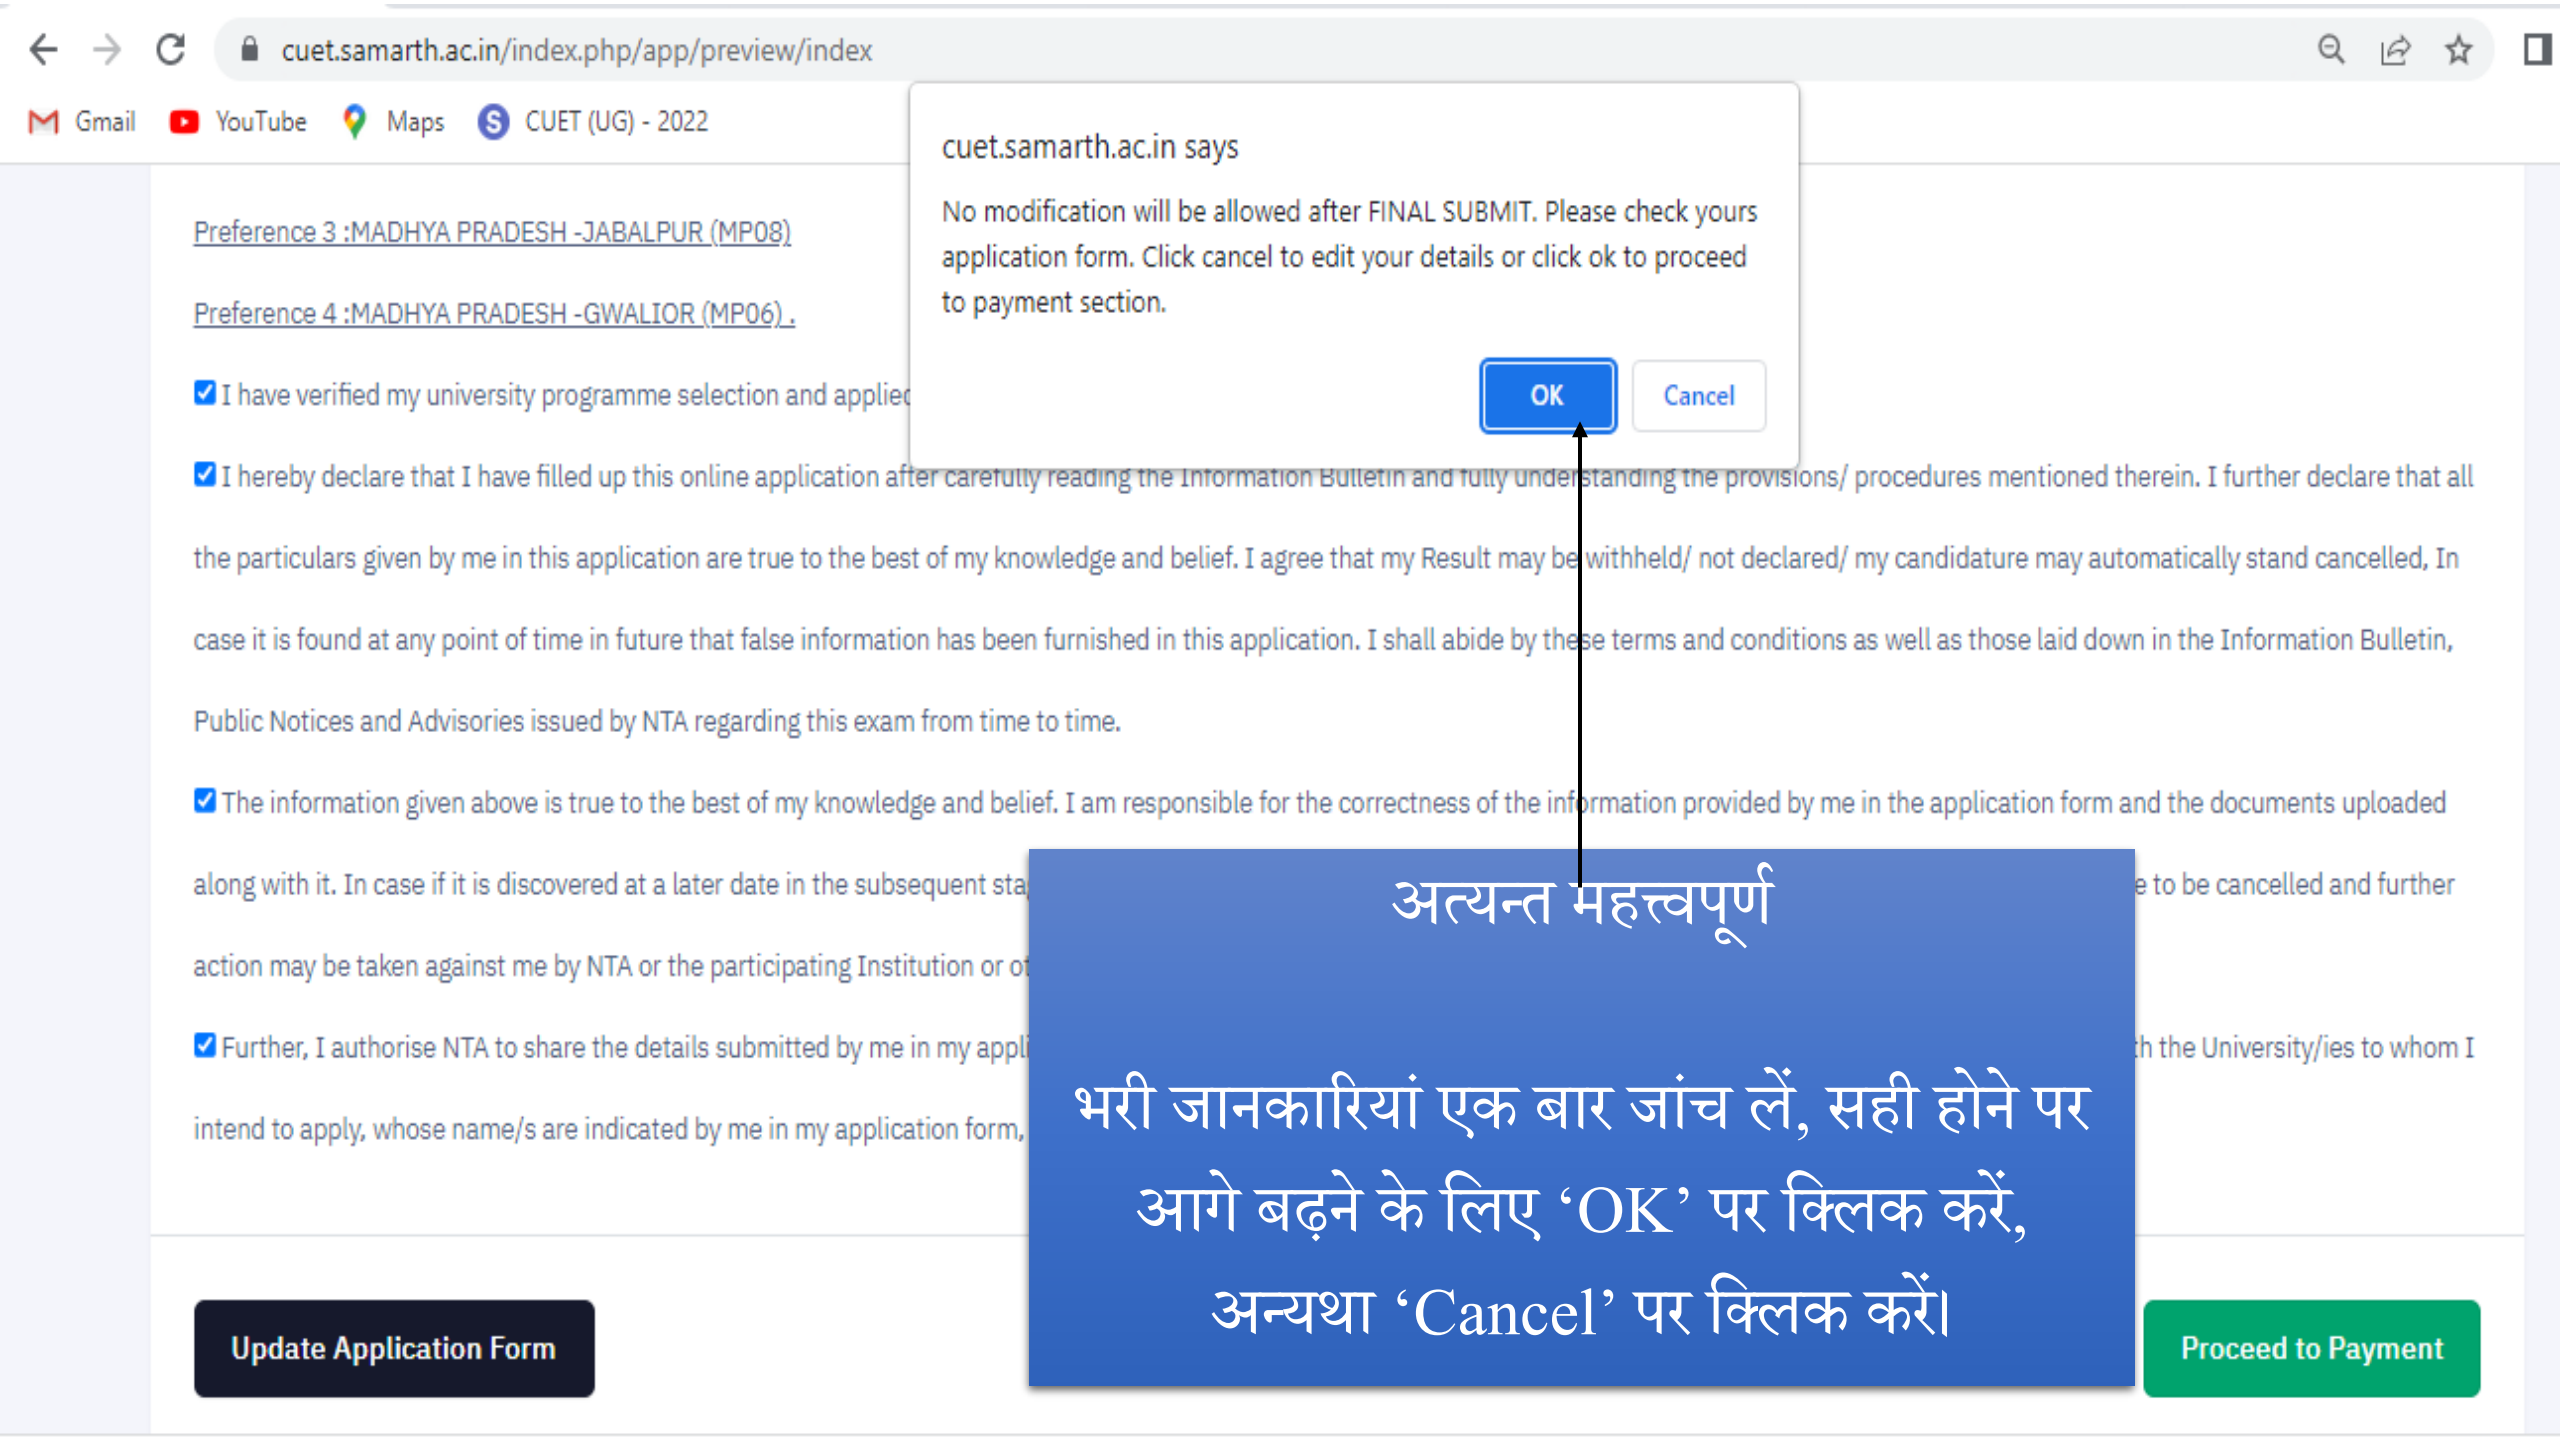 cuet.samarth.ac.in/index.php/app/preview/index
Gmail YouTube Maps S CUET (UG) - 2022
cuet.samarth.ac.in says
No modification will be allowed after FINAL SUBMIT. Please check yours
application form. Click cancel to edit your details or click ok to proceed
to payment section.
OK Cancel
Preference 3 :MADHYA PRADESH -JABALPUR (MP08)
Preference 4 :MADHYA PRADESH -GWALIOR (MP06) .
I have verified my university programme selection and applied
I hereby declare that I have filled up this online application after carefully reading the Information Bulletin and fully understanding the provisions/ procedures mentioned therein. I further declare that all
the particulars given by me in this application are true to the best of my knowledge and belief. I agree that my Result may be withheld/ not declared/ my candidature may automatically stand cancelled, In
case it is found at any point of time in future that false information has been furnished in this application. I shall abide by these terms and conditions as well as those laid down in the Information Bulletin,
Public Notices and Advisories issued by NTA regarding this exam from time to time.
The information given above is true to the best of my knowledge and belief. I am responsible for the correctness of the information provided by me in the application form and the documents uploaded
along with it. In case if it is discovered at a later date in the subsequent e to be cancelled and further
action may be taken against me by NTA or the participating Institution or
Further, I authorise NTA to share the details submitted by me in my the University/ies to whom I
intend to apply, whose name/s are indicated by me in my application form,
अत्यन्त महत्त्वपूर्ण
भरी जानकारियां एक बार जांच लें, सही होने पर
आगे बढ़ने के लिए ‘OK’ पर क्लिक करें,
अन्यथा ‘Cancel’ पर क्लिक करें।
Update Application Form Proceed to Payment